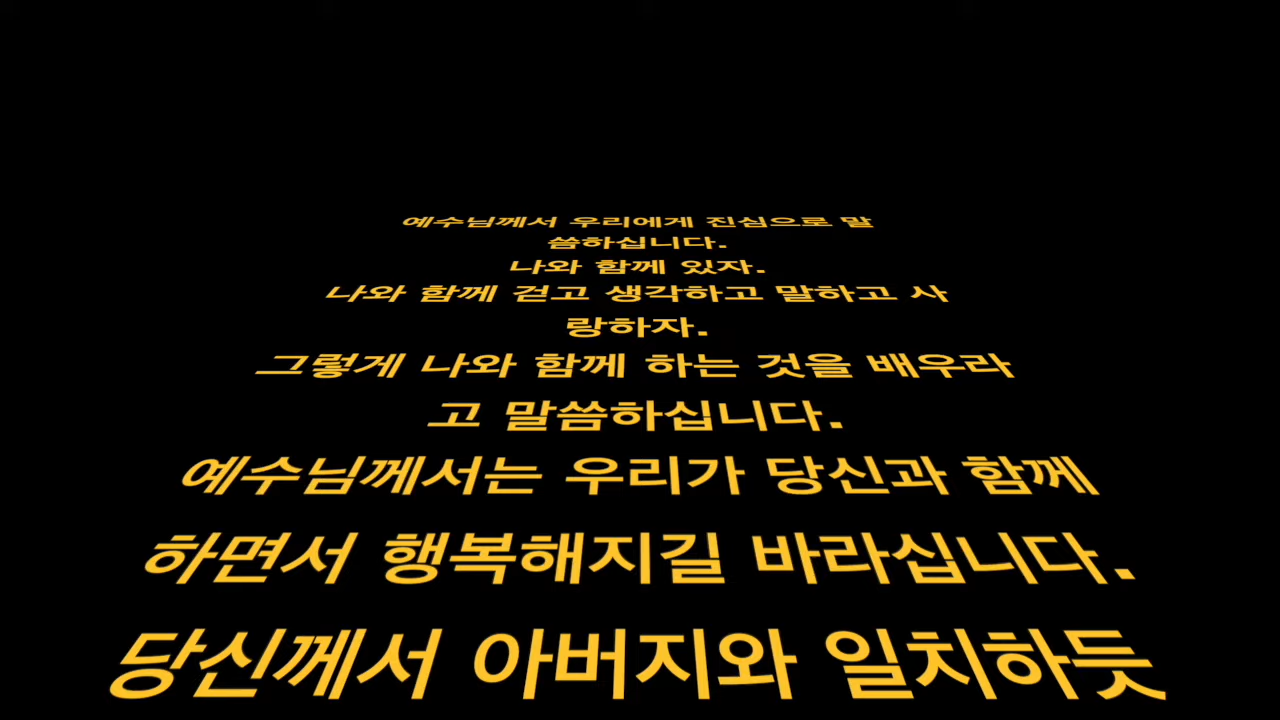 예수님께서 우리에게 진심으로 말
씀하십니다.
나와 함께 있자.
나와 함께 걷고 생각하고 말하고 사
랑하자.
그렇게 나와 함께 하는 것을 배우라
고 말씀하십니다.
예수님께서는 우리가 당신과 함께
하면서 행복해지길 바라십니다.
당신께서 아버지와 일치하듯